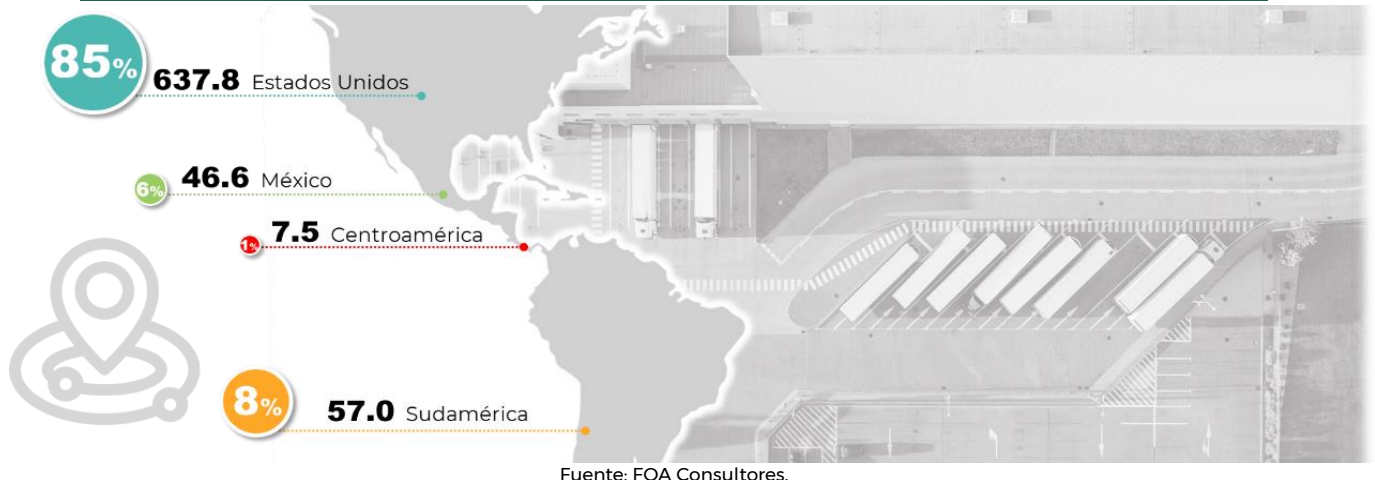 85%
637.8 Estados Unidos
6%
46.6 México
1%
7.5 Centroamérica
8%
57.0 Sudamérica
Fuente: FOA Consultores.